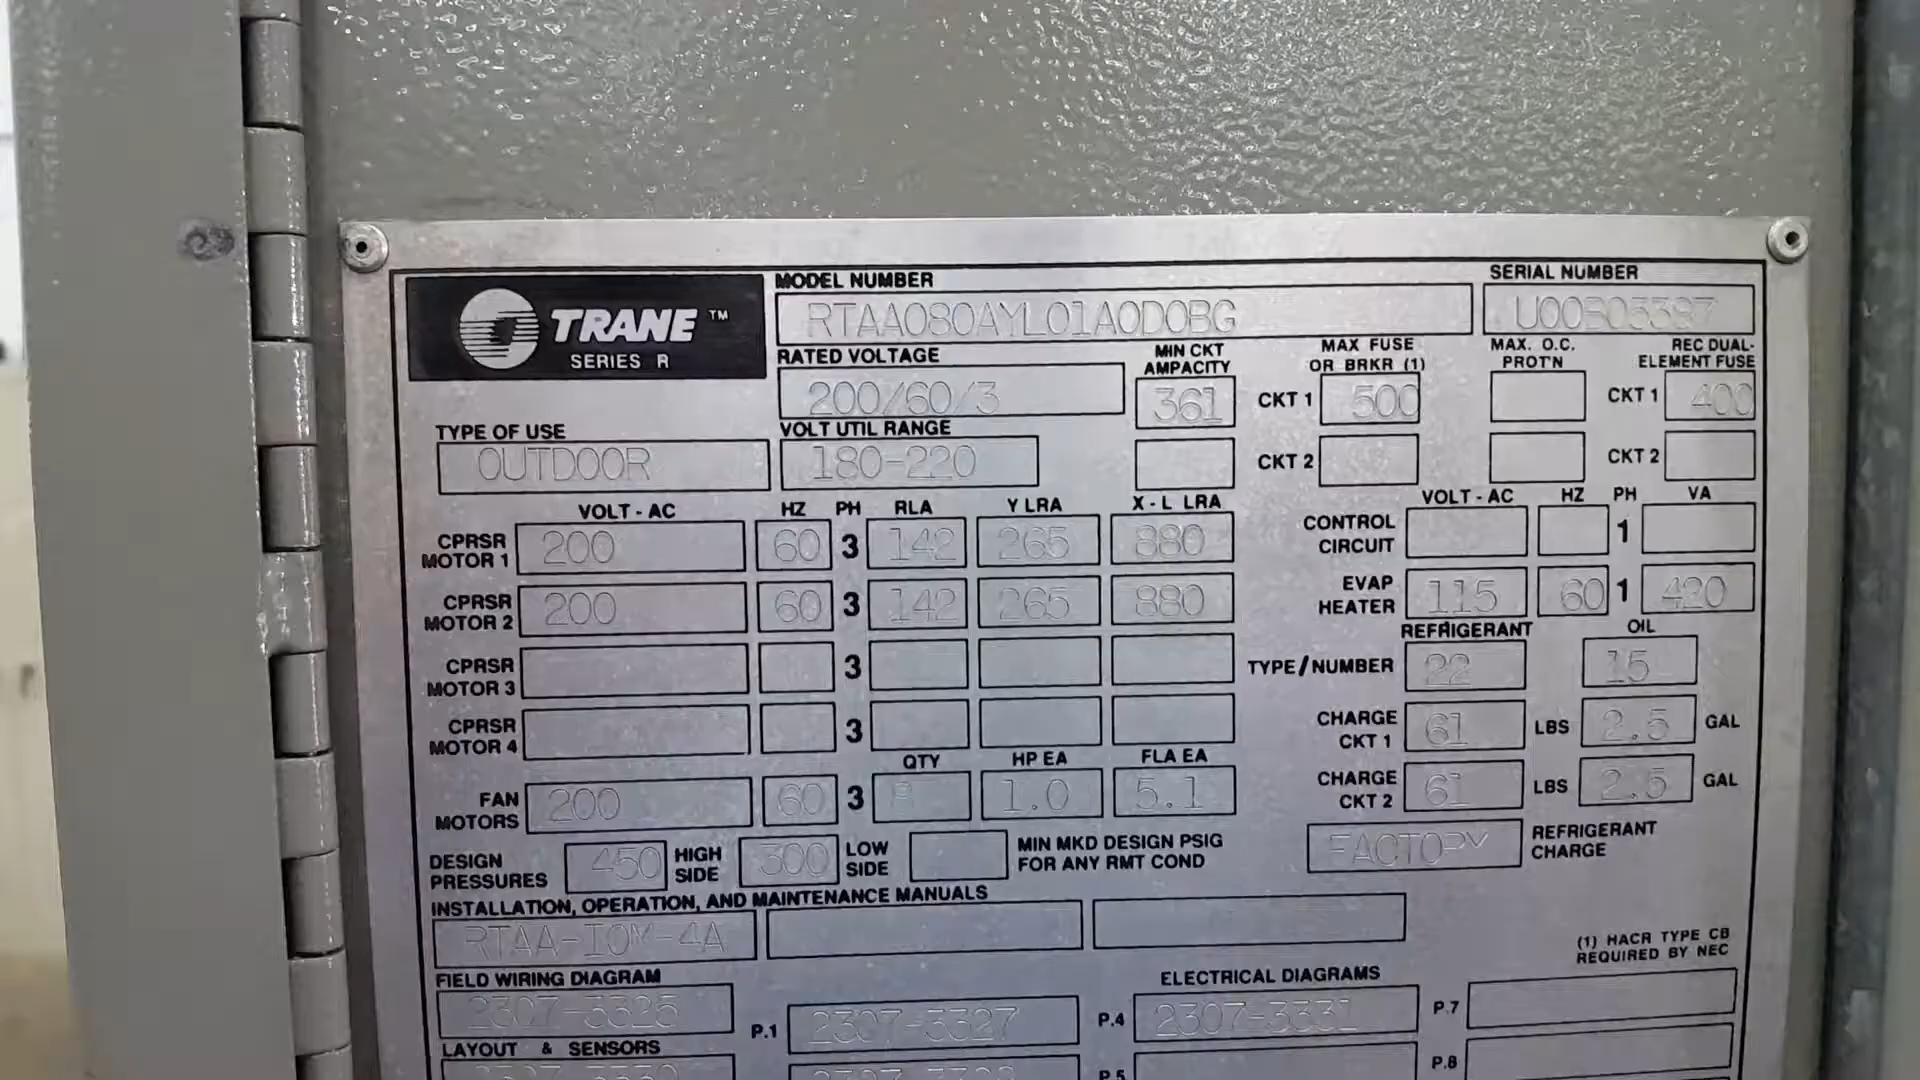 TRANE ™
SERIES R
MODEL NUMBER
RTAA080AYL01A0D0BG
SERIAL NUMBER
U00B05387
RATED VOLTAGE
200/60/3
MIN CKT
AMPACITY
361
MAX FUSE
OR BRKR (1)
CKT 1 500
CKT 2
MAX. O.C.
PROT'N
REC DUAL-
ELEMENT FUSE
CKT 1 400
CKT 2
TYPE OF USE
OUTDOOR
VOLT UTIL RANGE
180-220
VOLT - AC HZ PH RLA Y LRA X - L LRA
CPRSR
MOTOR 1 200 60 3 142 265 880
CPRSR
MOTOR 2 200 60 3 142 265 880
CPRSR
MOTOR 3 3
CPRSR
MOTOR 4 3
QTY HP EA FLA EA
FAN
MOTORS 200 60 3 1.0 5.1
VOLT - AC HZ PH VA
CONTROL
CIRCUIT 1
EVAP
HEATER 115 60 1 420
REFRIGERANT OIL
TYPE/NUMBER 22 15
CHARGE
CKT 1 61 LBS 2.5 GAL
CHARGE
CKT 2 61 LBS 2.5 GAL
DESIGN
PRESSURES 450 HIGH
SIDE 300 LOW
SIDE
MIN MKD DESIGN PSIG
FOR ANY RMT COND
FACTORY REFRIGERANT
CHARGE
INSTALLATION, OPERATION, AND MAINTENANCE MANUALS
RTAA-IOM-4A
(1) HACR TYPE CB
REQUIRED BY NEC
FIELD WIRING DIAGRAM
2307-3325
ELECTRICAL DIAGRAMS
P.1 2307-3327 P.4 2307-3331 P.7
LAYOUT & SENSORS
P.5 P.8